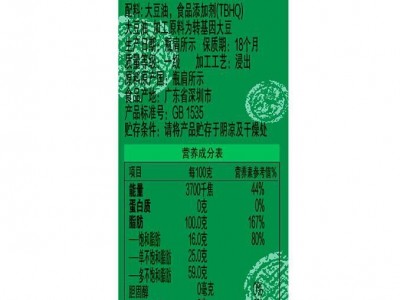 配料: 大豆油，食品添加剂(TBHQ)
大豆油 加工原料为转基因大豆
生产日期：瓶肩所示 保质期：18个月
质量等级：一级 加工工艺：浸出
原料原产国：瓶肩所示
食品产地：广东省深圳市
产品标准号：GB 1535
贮存条件：请将产品贮存于阴凉及干燥处
营养成分表
项目 每100克 营养素参考值%
能量 3700千焦 44%
蛋白质 0克 0%
脂肪 100.0克 167%
—饱和脂肪 16.0克 80%
—单不饱和脂肪 25.0克
—多不饱和脂肪 59.0克
胆固醇 0毫克 0%